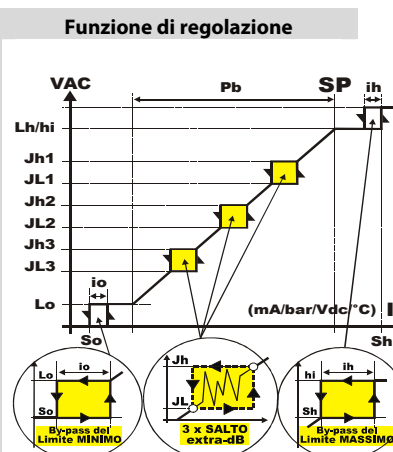 Funzione di regolazione
VAC
Pb
SP
ih
Lh/hi
Jh1
JL1
Jh2
JL2
Jh3
JL3
io
Lo
(mA/bar/Vdc/°C)
I
So
Sh
Lo
io
So
By-pass del
Limite MINIMO
Jh
JL
3 x SALTO
extra-dB
hi
ih
Sh
By-pass del
Limite MASSIMO